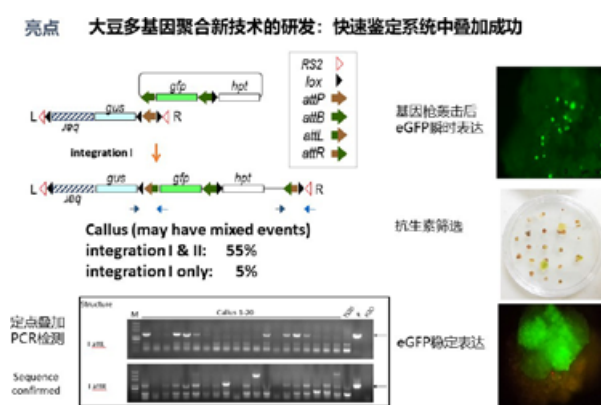 亮点 大豆多基因聚合新技术的研发：快速鉴定系统中叠加成功
gfp hpt
RS2
lox
attP
attB
attL
attR
L gus R
bar
integration I
gus gfp hpt
L R
bar
Callus (may have mixed events)
integration I & II: 55%
integration I only: 5%
基因枪轰击后
eGFP瞬时表达
抗生素筛选
eGFP稳定表达
定点叠加
PCR检测
Sequence
confirmed
Structure
M Callus 1-20 +